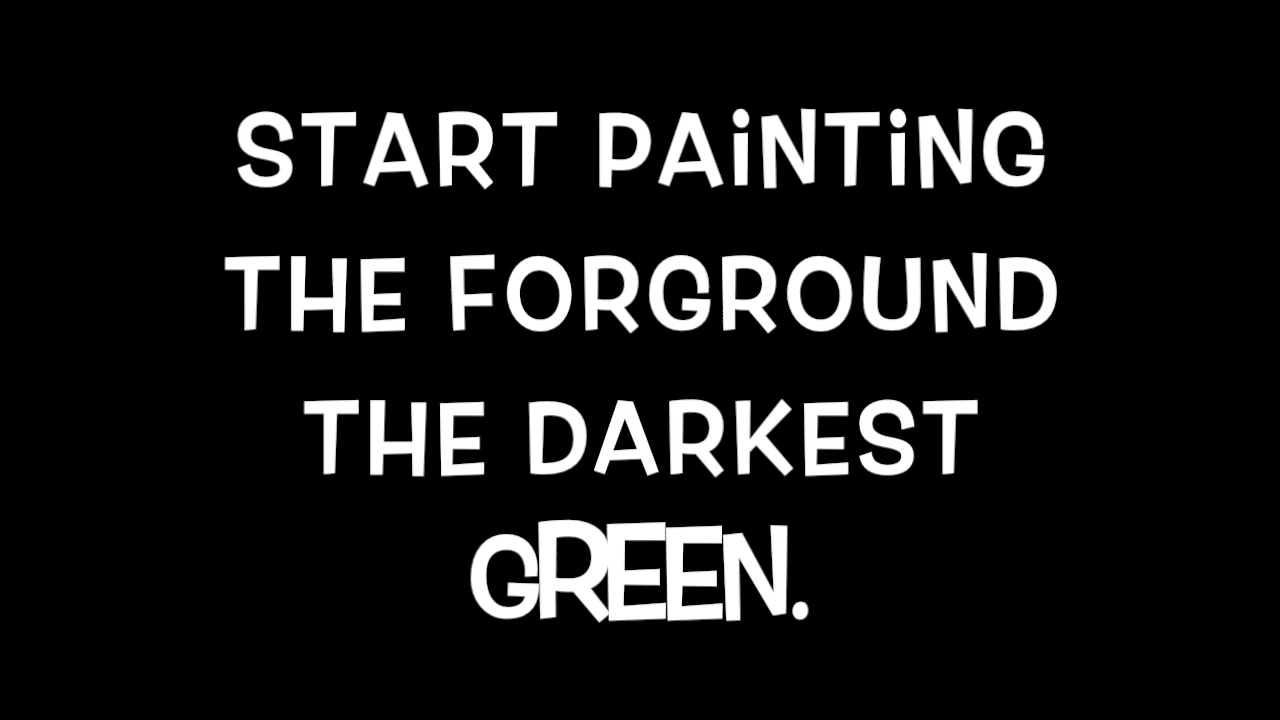 START PAiNTiNG
THE FORGROUND
THE DARKEST
GREEN.